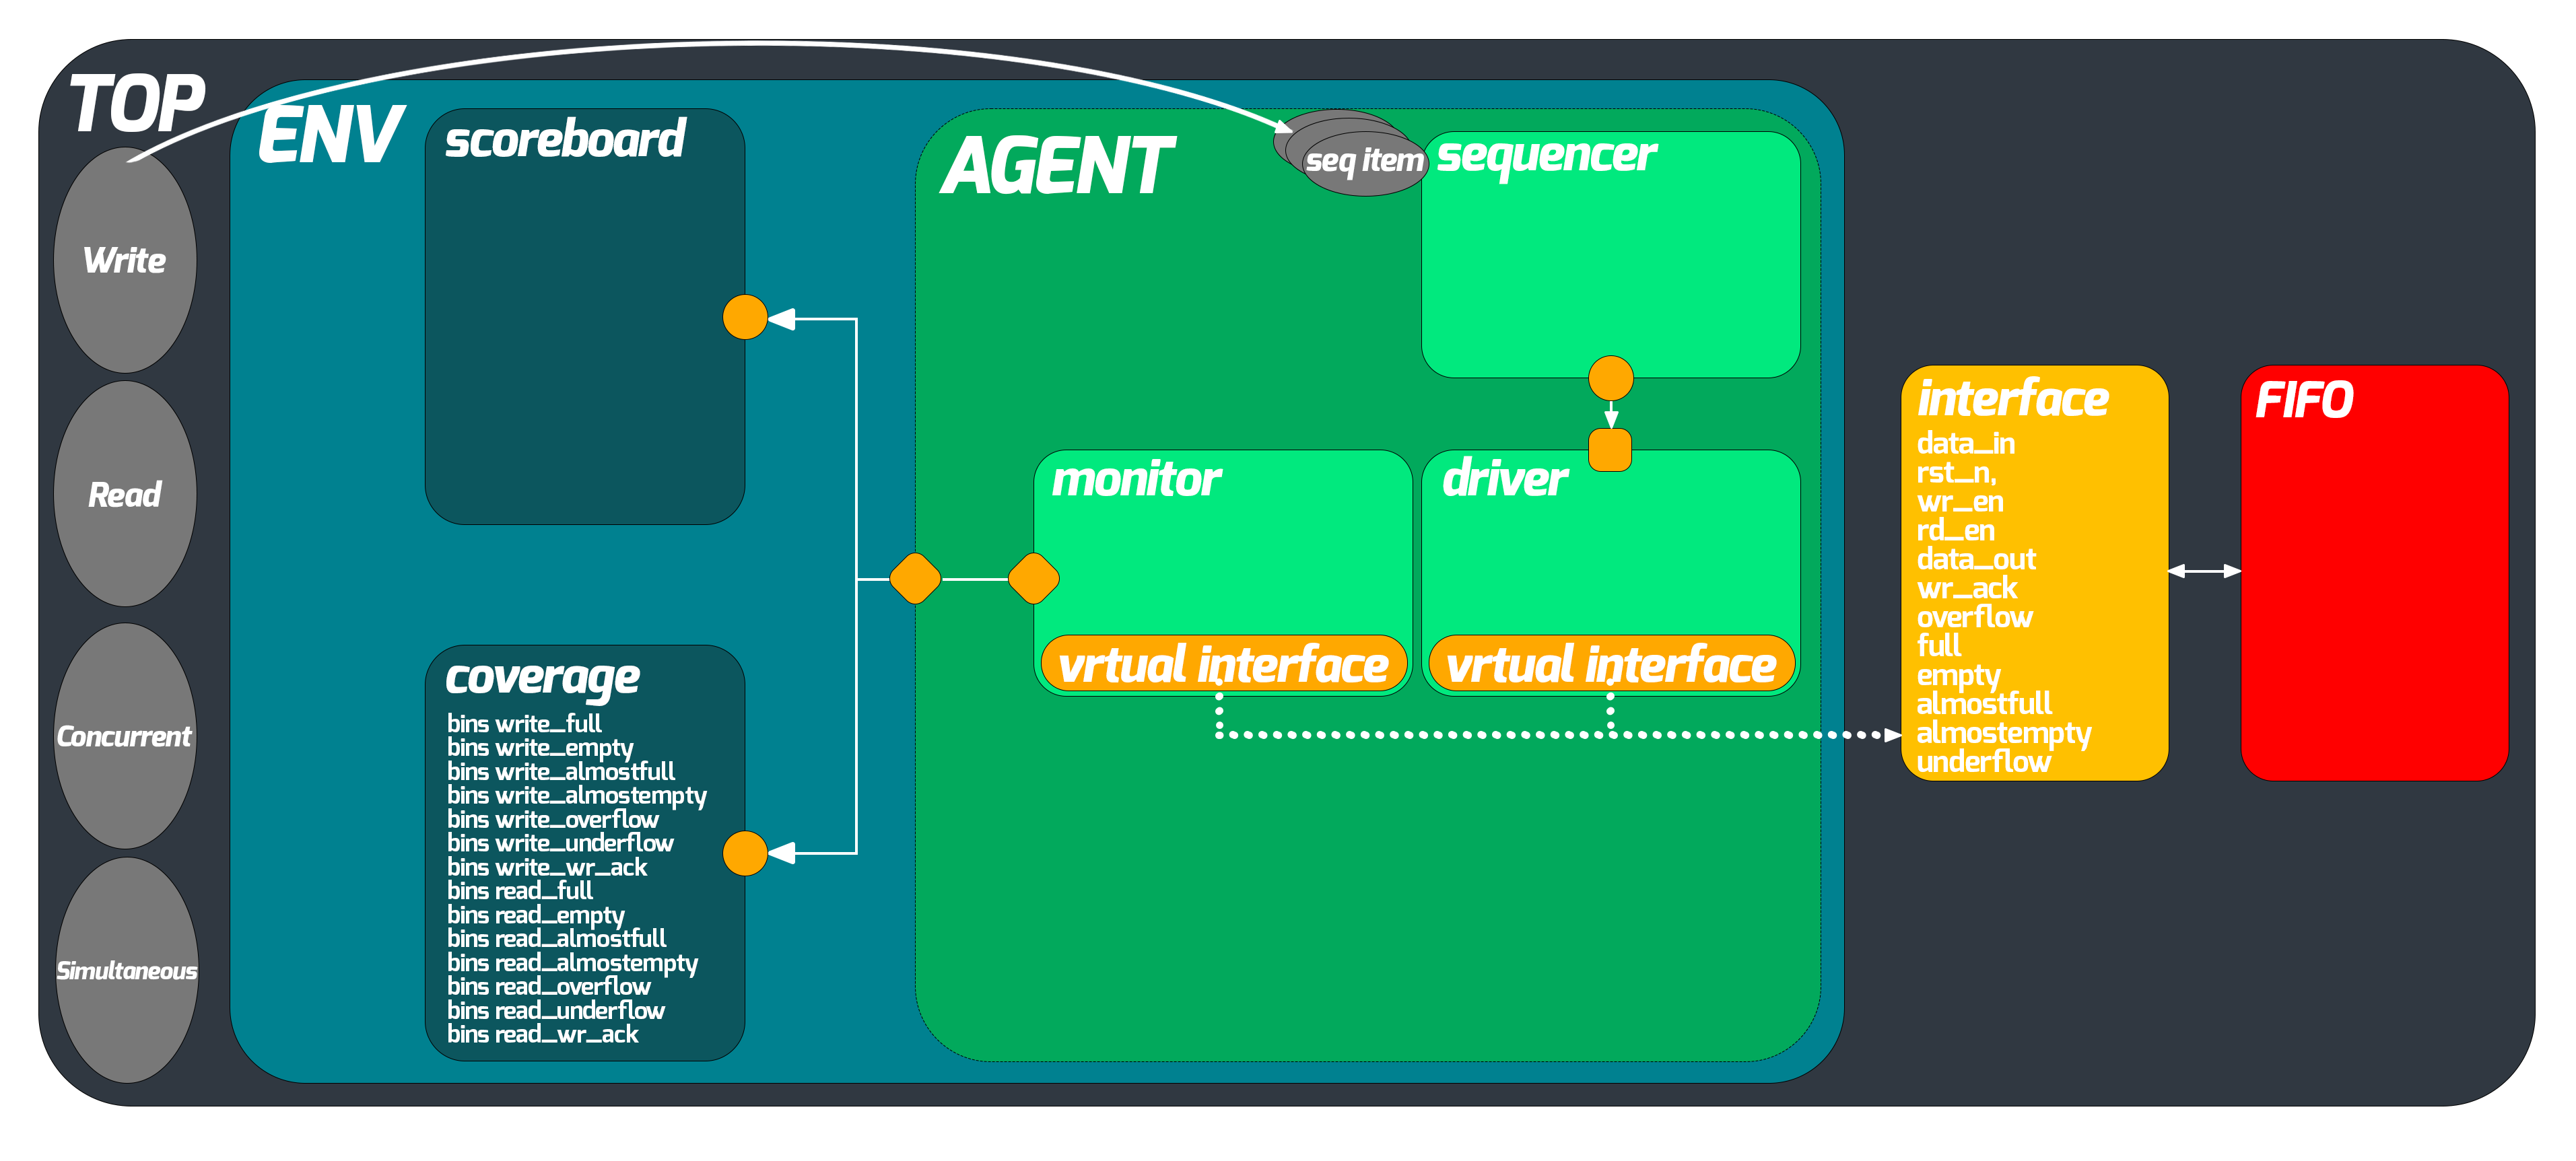 TOP
Write
Read
Concurrent
Simultaneous
ENV
scoreboard
coverage
bins write_full
bins write_empty
bins write_almostfull
bins write_almostempty
bins write_overflow
bins write_underflow
bins write_wr_ack
bins read_full
bins read_empty
bins read_almostfull
bins read_almostempty
bins read_overflow
bins read_underflow
bins read_wr_ack
AGENT
seq item
sequencer
monitor
vrtual interface
driver
vrtual interface
interface
data_in
rst_n,
wr_en
rd_en
data_out
wr_ack
overflow
full
empty
almostfull
almostempty
underflow
FIFO